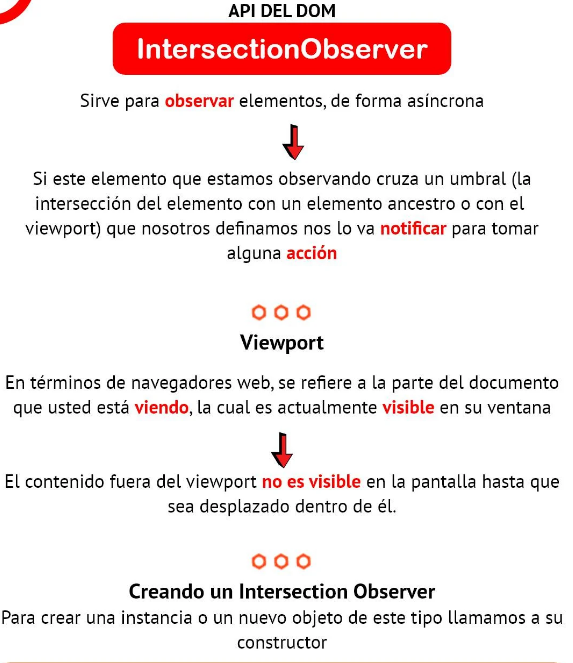 API DEL DOM
IntersectionObserver
Sirve para observar elementos, de forma asíncrona
Si este elemento que estamos observando cruza un umbral (la
intersección del elemento con un elemento ancestro o con el
viewport) que nosotros definamos nos lo va notificar para tomar
alguna acción
Viewport
En términos de navegadores web, se refiere a la parte del documento
que usted está viendo, la cual es actualmente visible en su ventana
El contenido fuera del viewport no es visible en la pantalla hasta que
sea desplazado dentro de él.
Creando un Intersection Observer
Para crear una instancia o un nuevo objeto de este tipo llamamos a su
constructor